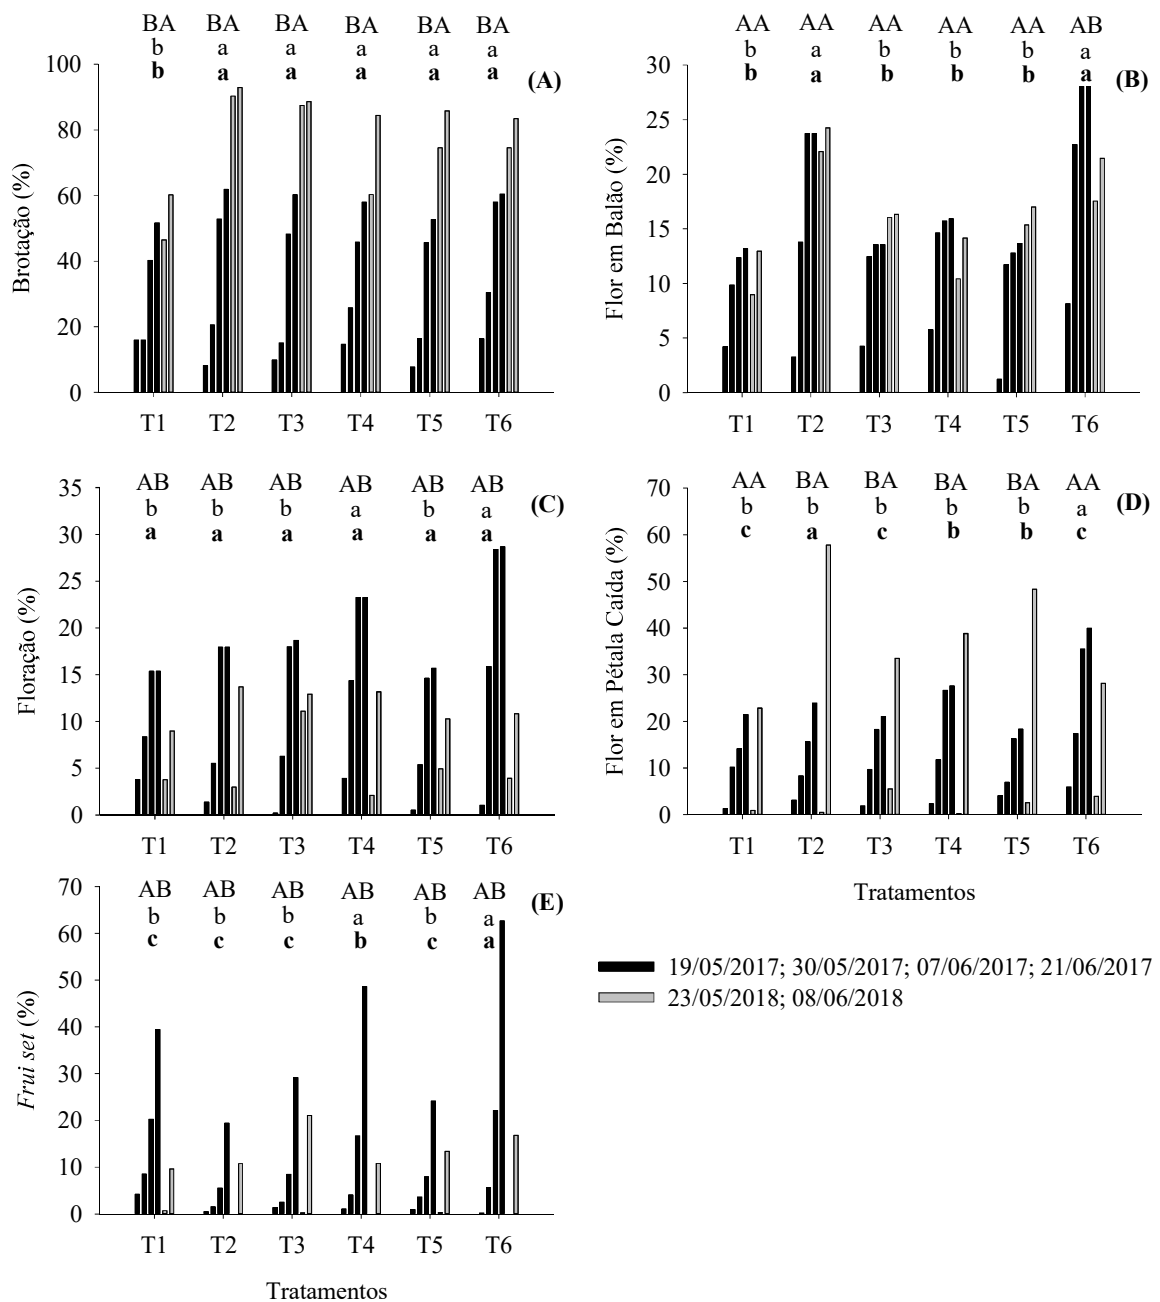 BA BA BA BA BA BA
b a a a a a
b a a a a a
(A)
100
80
60
40
20
0
Brotação (%)
T1 T2 T3 T4 T5 T6
AA AA AA AA AA AB
b a b b b a
b a b b b a
(B)
30
25
20
15
10
5
0
Flor em Balão (%)
T1 T2 T3 T4 T5 T6
AB AB AB AB AB AB
b b b a b a
a a a a a a
(C)
35
30
25
20
15
10
5
0
Floração (%)
T1 T2 T3 T4 T5 T6
AA BA BA BA BA AA
b b b b b a
c a c b b c
(D)
70
60
50
40
30
20
10
0
Flor em Pétala Caída (%)
T1 T2 T3 T4 T5 T6
Tratamentos
AB AB AB AB AB AB
b b b a b a
c c c b c a
(E)
70
60
50
40
30
20
10
0
Frui set (%)
T1 T2 T3 T4 T5 T6
Tratamentos
19/05/2017; 30/05/2017; 07/06/2017; 21/06/2017
23/05/2018; 08/06/2018